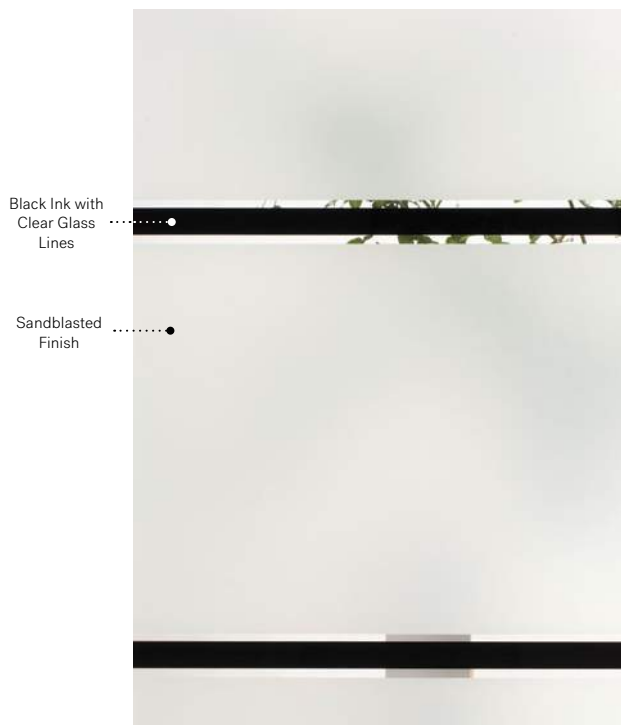 Black Ink with
Clear Glass
Lines
Sandblasted
Finish